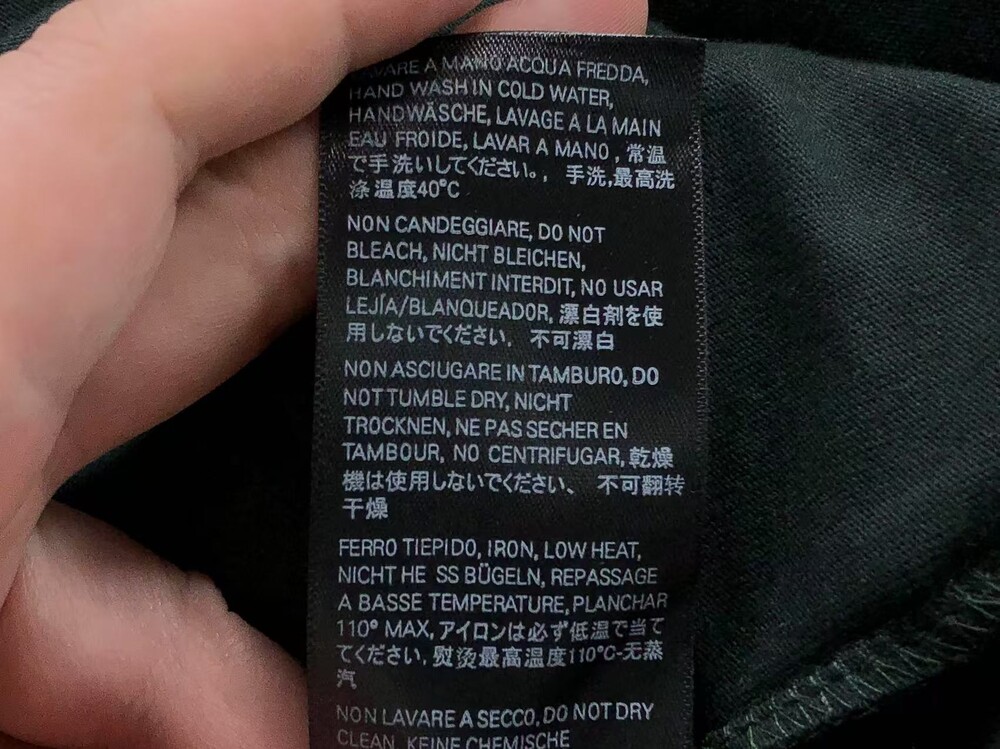 LAVARE A MANO ACQUA FREDDA,
HAND WASH IN COLD WATER,
HANDWÄSCHE, LAVAGE A LA MAIN
EAU FROIDE, LAVAR A MANO , 常温
で手洗いしてください。, 手洗,最高洗
涤温度40°C
NON CANDEGGIARE, DO NOT
BLEACH, NICHT BLEICHEN,
BLANCHIMENT INTERDIT, NO USAR
LEJÍA/BLANQUEADOR, 漂白剤を使
用しないでください. 不可漂白
NON ASCIUGARE IN TAMBURO, DO
NOT TUMBLE DRY, NICHT
TROCKNEN, NE PAS SECHER EN
TAMBOUR, NO CENTRIFUGAR, 乾燥
機は使用しないでください、 不可翻转
干燥
FERRO TIEPIDO, IRON, LOW HEAT,
NICHT HE SS BÜGELN, REPASSAGE
A BASSE TEMPERATURE, PLANCHAR
110° MAX, アイロンは必ず低温で当て
てください, 熨烫最高温度110°C-无蒸
汽
NON LAVARE A SECCO, DO NOT DRY
CLEAN, KEINE CHEMISCHE